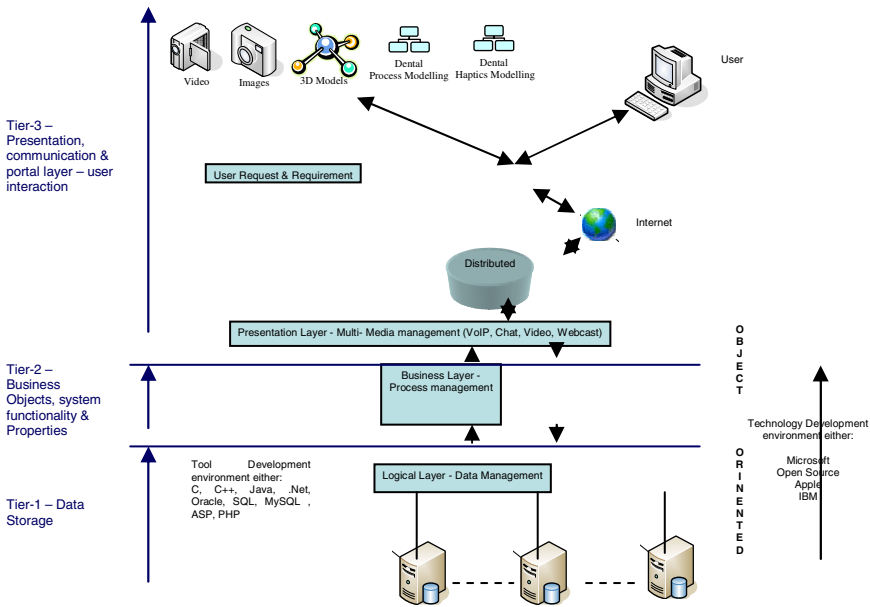 Video
Images
3D Models
Dental
Process Modelling
Dental
Haptics Modelling
User
Tier-3 –
Presentation,
communication &
portal layer – user
interaction
User Request & Requirement
Internet
Distributed
Presentation Layer - Multi- Media management (VoIP, Chat, Video, Webcast)
O
B
J
E
C
T
Tier-2 –
Business
Objects, system
functionality &
Properties
Business Layer -
Process management
Technology Development
environment either:
Microsoft
Open Source
Apple
IBM
O
R
I
N
E
N
T
E
D
Tool Development
environment either:
C, C++, Java, .Net,
Oracle, SQL, MySQL ,
ASP, PHP
Logical Layer - Data Management
Tier-1 – Data
Storage